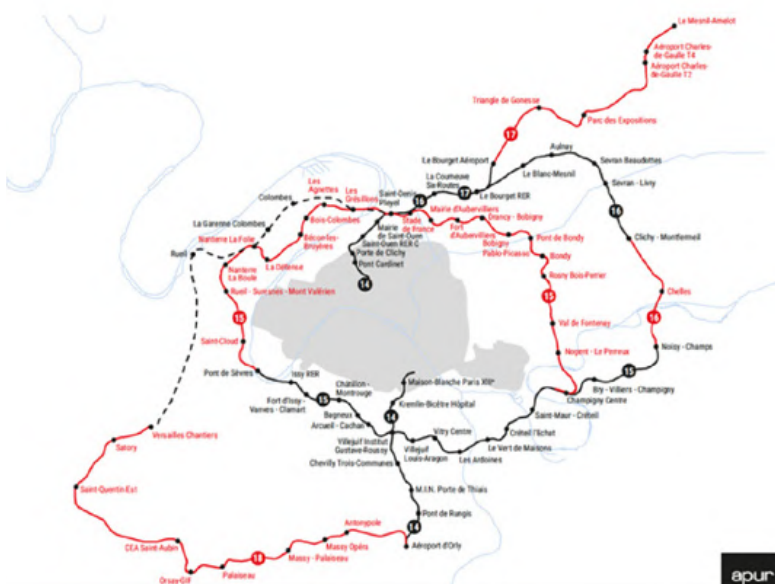 Le Mesnil-Amelot
Aéroport Charles-
de-Gaulle T4
Aéroport Charles-
de-Gaulle T2
Triangle de Gonesse
Parc des Expositions
17
Le Bourget Aéroport
Aulnay
La Courneuve
Six-Routes
Le Blanc-Mesnil
Sevran Beaudottes
Sevran - Livry
Le Bourget RER
17
16
Saint-Denis
Pleyel
Les
Agnettes
Les
Grésillons
Colombes
La Garenne Colombes
Bois-Colombes
Bécon-les-
Bruyères
Nanterre La Folie
La Défense
Rueil
Nanterre
La Boule
Rueil - Suresnes - Mont Valérien
15
Saint-Cloud
Pont de Sèvres
Stade
de France
Mairie d'Aubervilliers
Fort
d'Aubervilliers
Drancy - Bobigny
Bobigny
Pablo-Picasso
Pont de Bondy
Bondy
Rosny Bois-Perrier
15
Val de Fontenay
Nogent - Le Perreux
Mairie
de Saint-Ouen
Saint-Ouen RER C
Porte de Clichy
Pont Cardinet
14
16
Clichy - Montfermeil
Chelles
16
Noisy - Champs
15
Bry - Villiers - Champigny
Champigny Centre
Saint-Maur - Créteil
Créteil l'Echat
Le Vert de Maisons
Les Ardoines
Vitry Centre
Villejuif
Louis-Aragon
Villejuif Institut
Gustave-Roussy
Maison-Blanche Paris XIIIe
Kremlin-Bicêtre Hôpital
14
Issy RER
Fort d'Issy -
Vanves - Clamart
15
Chatillon -
Montrouge
Bagneux
Arcueil - Cachan
Chevilly Trois-Communes
M.I.N. Porte de Thiais
Pont de Rungis
14
Aéroport d'Orly
Antonypole
Massy Opéra
Massy - Palaiseau
18
Palaiseau
Orsay-Gif
CEA Saint-Aubin
Saint-Quentin Est
Satory
Versailles Chantiers
apur